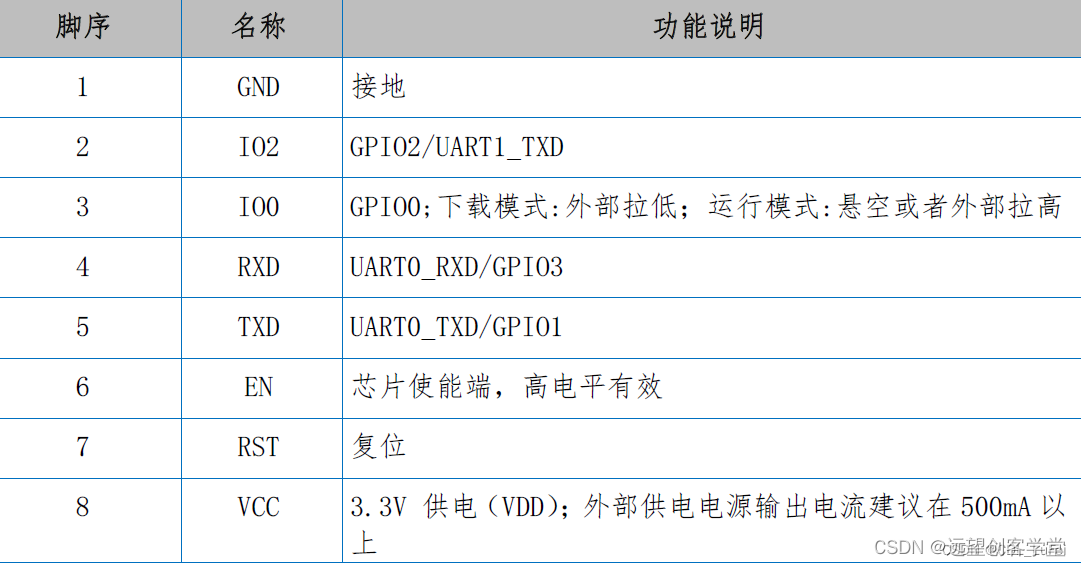 脚序 名称 功能说明
1 GND 接地
2 IO2 GPIO2/UART1_TXD
3 IO0 GPIO0;下载模式:外部拉低；运行模式:悬空或者外部拉高
4 RXD UART0_RXD/GPIO3
5 TXD UART0_TXD/GPIO1
6 EN 芯片使能端，高电平有效
7 RST 复位
8 VCC 3.3V 供电（VDD）；外部供电电源输出电流建议在 500mA 以
上
CSDN @远望创客学堂